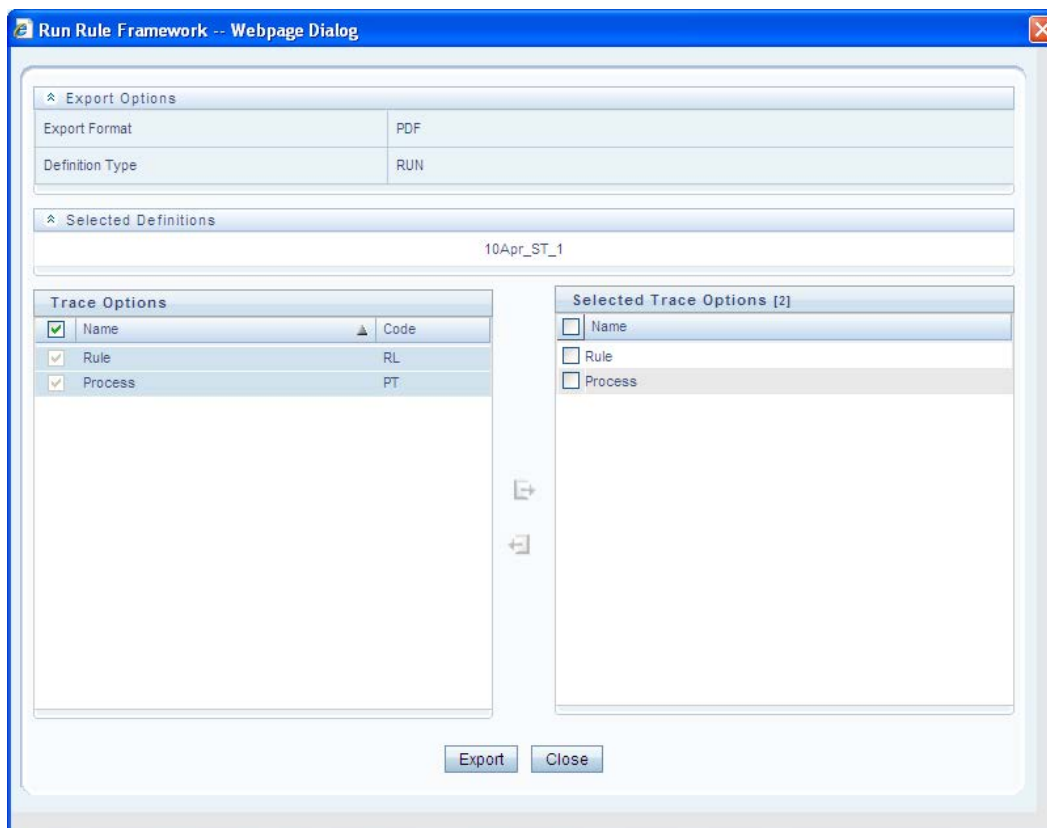 Run Rule Framework -- Webpage Dialog
Export Options
Export Format PDF
Definition Type RUN
Selected Definitions
10Apr_ST_1
Trace Options
Name Code
Rule RL
Process PT
Selected Trace Options [2]
Name
Rule
Process
Export Close